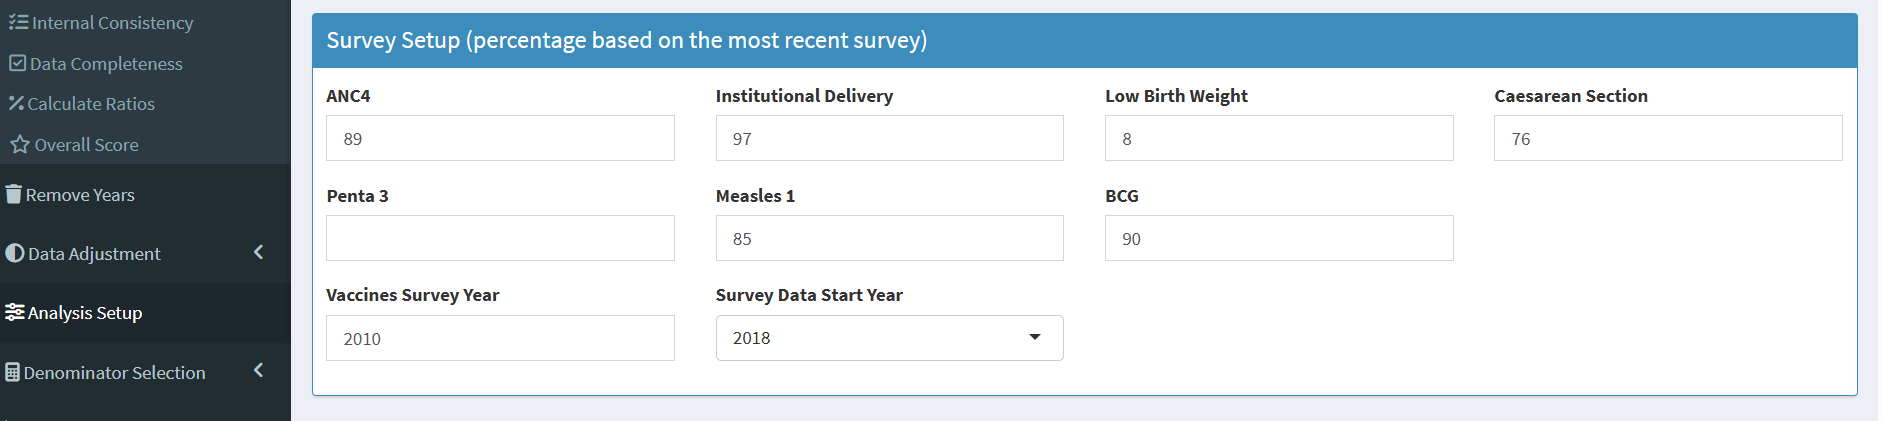 Internal Consistency
Data Completeness
Calculate Ratios
Overall Score
Remove Years
Data Adjustment
Analysis Setup
Denominator Selection
Survey Setup (percentage based on the most recent survey)
ANC4 Institutional Delivery Low Birth Weight Caesarean Section
89 97 8 76
Penta 3 Measles 1 BCG
85 90
Vaccines Survey Year Survey Data Start Year
2010 2018